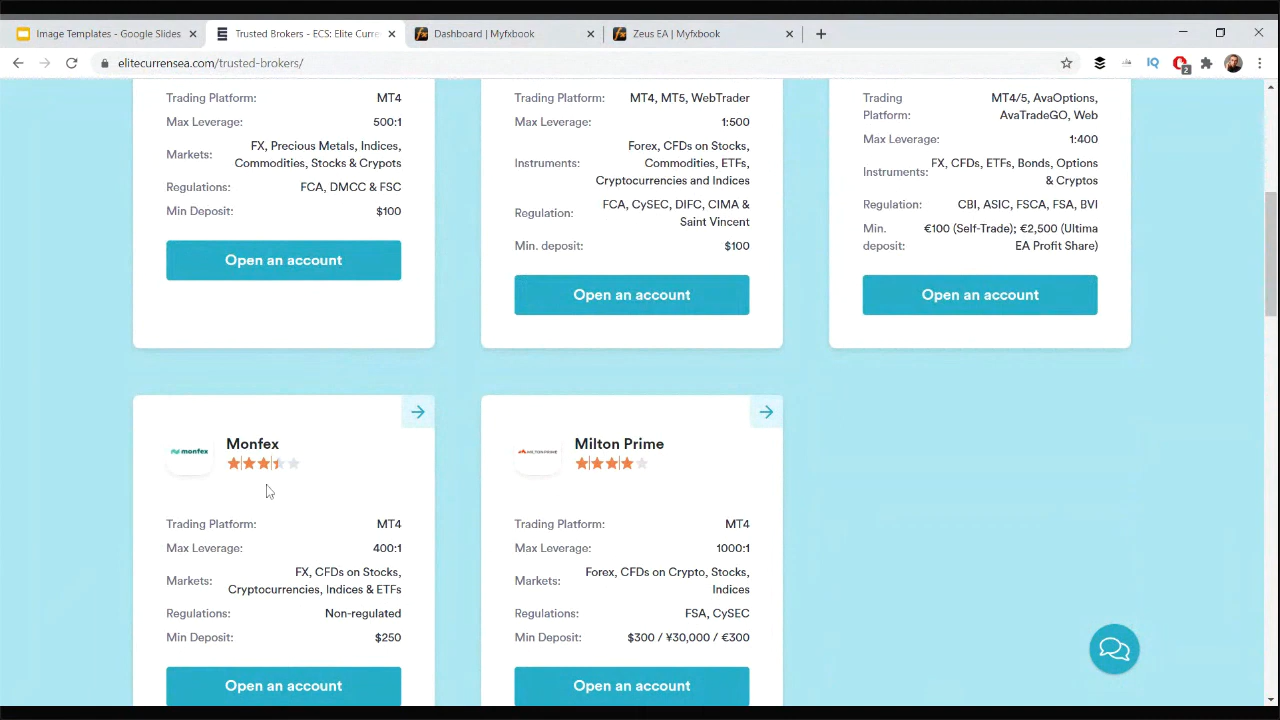 Image Templates - Google Slides
Trusted Brokers - ECS: Elite Curre
Dashboard | Myfxbook
Zeus EA | Myfxbook
elitecurrensea.com/trusted-brokers/
IQ
2
Trading Platform: MT4
Max Leverage: 500:1
Markets: FX, Precious Metals, Indices,
Commodities, Stocks & Crypots
Regulations: FCA, DMCC & FSC
Min Deposit: $100
Open an account
Trading Platform: MT4, MT5, WebTrader
Max Leverage: 1:500
Instruments: Forex, CFDs on Stocks,
Commodities, ETFs,
Cryptocurrencies and Indices
Regulation: FCA, CySEC, DIFC, CIMA &
Saint Vincent
Min. deposit: $100
Open an account
Trading MT4/5, AvaOptions,
Platform: AvaTradeGO, Web
Max Leverage: 1:400
Instruments: FX, CFDs, ETFs, Bonds, Options
& Cryptos
Regulation: CBI, ASIC, FSCA, FSA, BVI
Min. €100 (Self-Trade); €2,500 (Ultima
deposit: EA Profit Share)
Open an account
monfex
Monfex
Trading Platform: MT4
Max Leverage: 400:1
Markets: FX, CFDs on Stocks,
Cryptocurrencies, Indices & ETFs
Regulations: Non-regulated
Min Deposit: $250
Open an account
MILTON PRIME
Milton Prime
Trading Platform: MT4
Max Leverage: 1000:1
Markets: Forex, CFDs on Crypto, Stocks,
Indices
Regulations: FSA, CySEC
Min Deposit: $300 / ¥30,000 / €300
Open an account